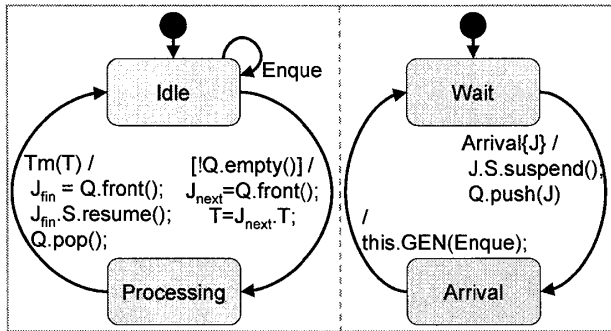 Enque
Idle
Tm(T) /
J_fin = Q.front();
J_fin.S.resume();
Q.pop();
[!Q.empty()] /
J_next=Q.front();
T=J_next.T;
Processing
Wait
Arrival{J} /
J.S.suspend();
Q.push(J)
/
this.GEN(Enque);
Arrival